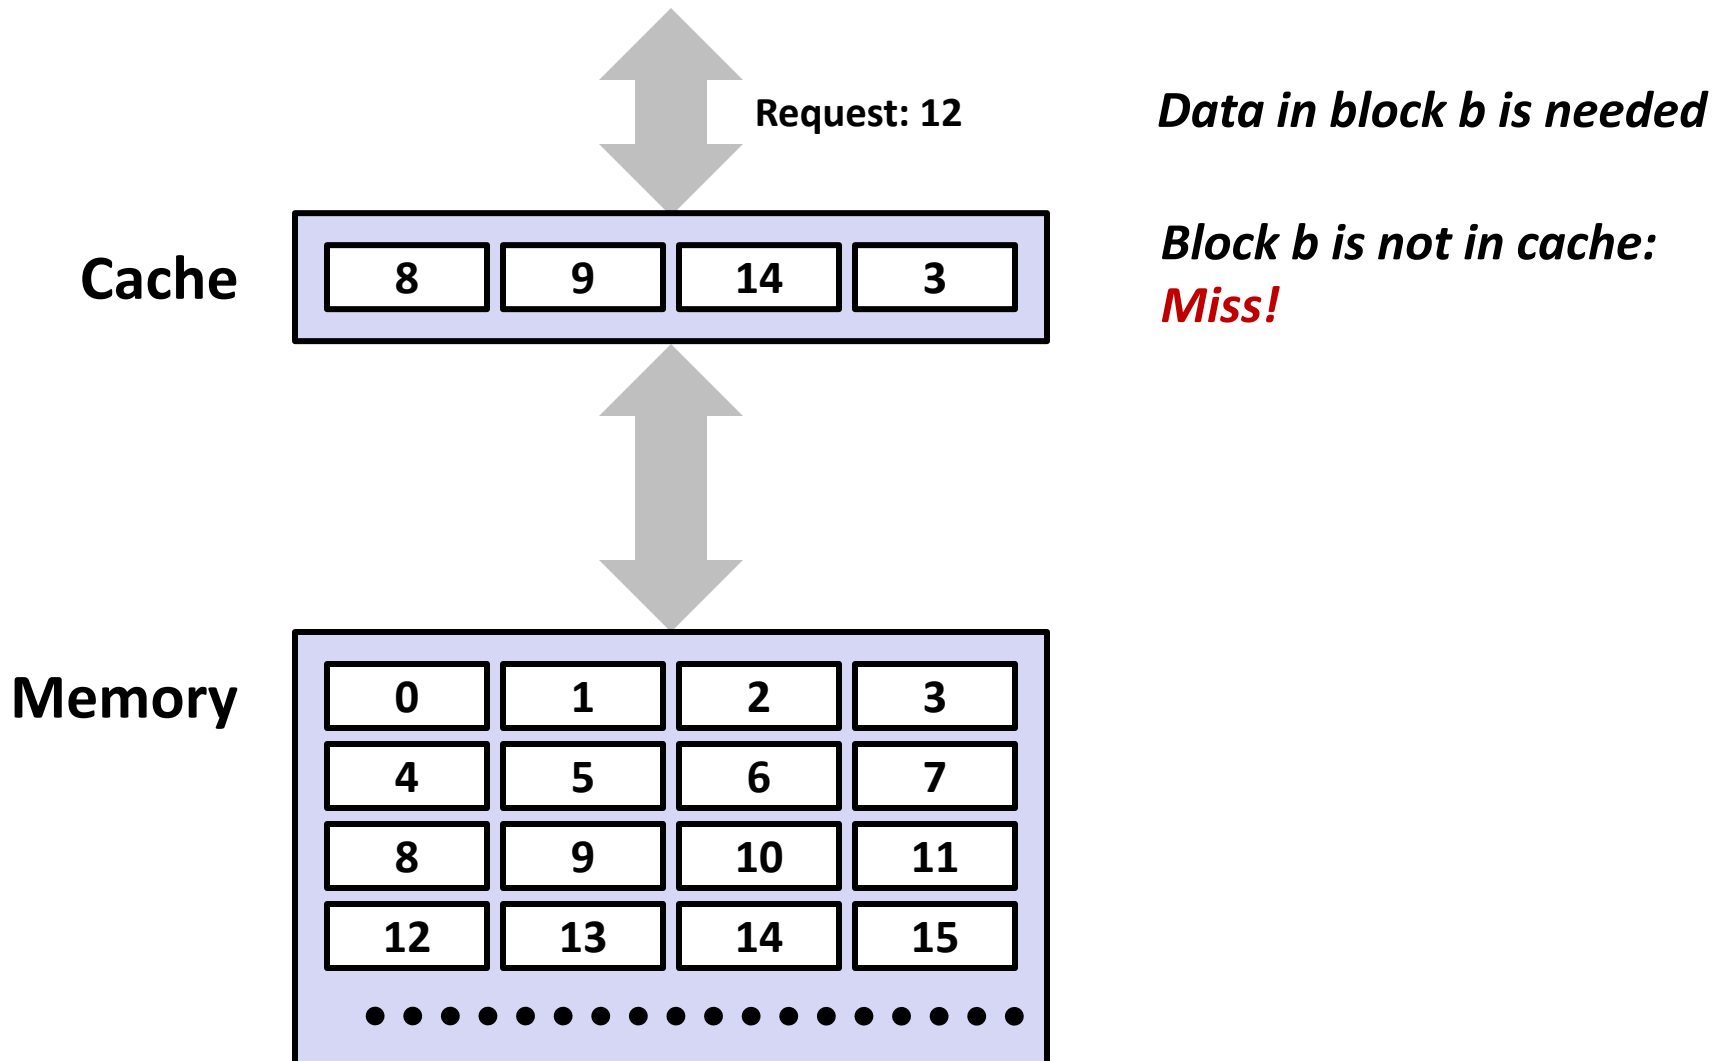 Request: 12
Data in block b is needed
Cache
8 9 14 3
Block b is not in cache:
Miss!
Memory
0 1 2 3
4 5 6 7
8 9 10 11
12 13 14 15